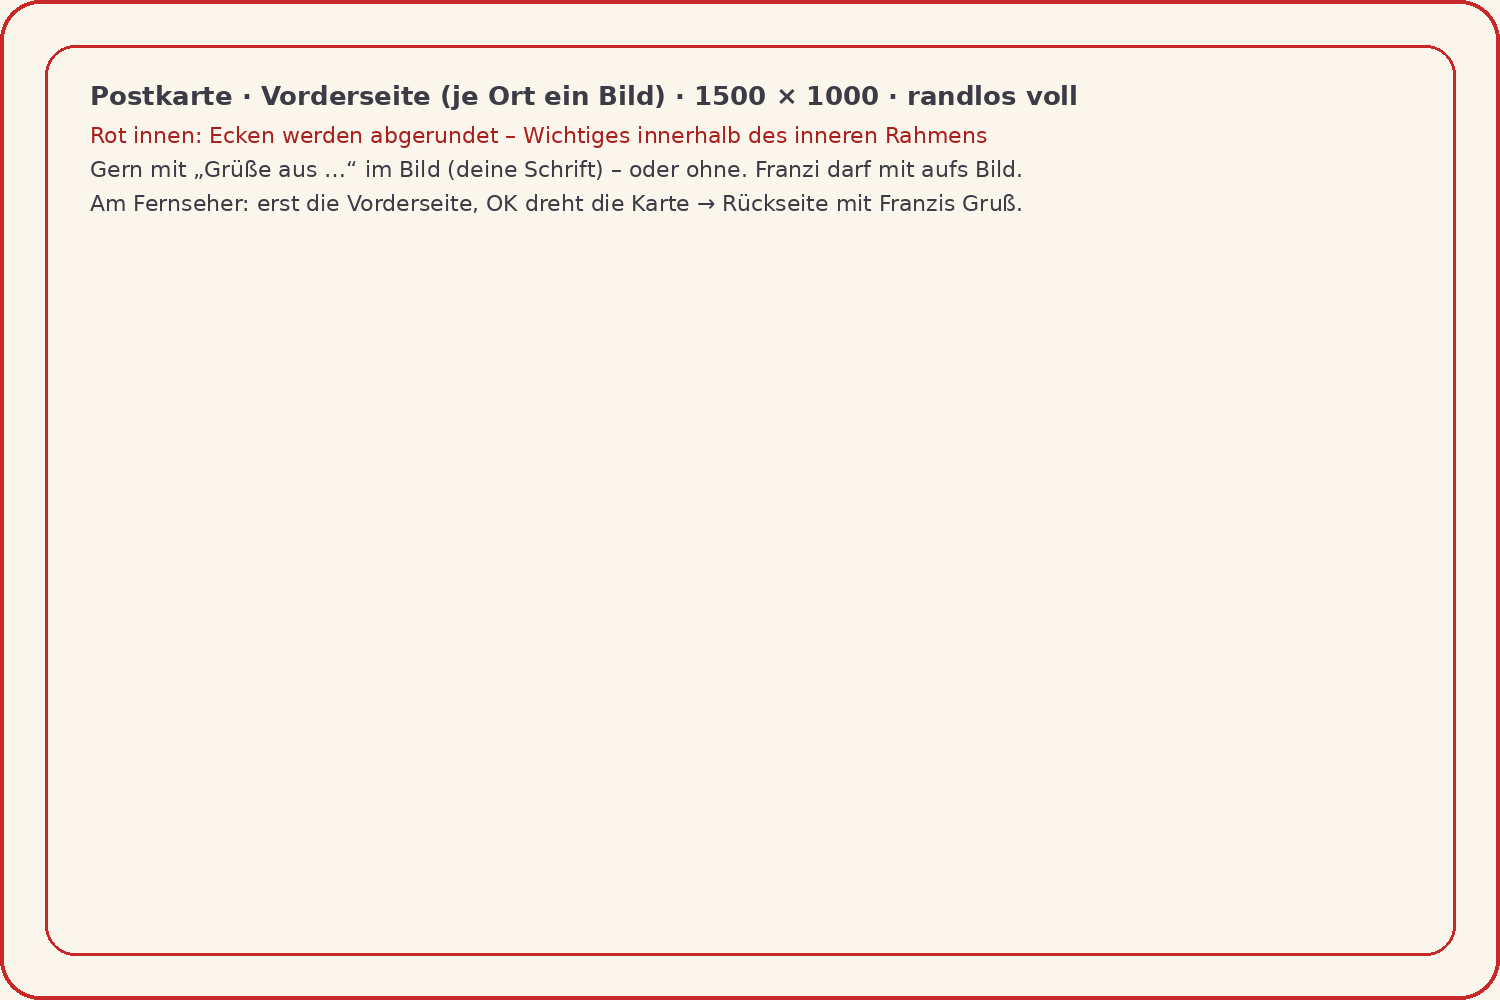 Postkarte · Vorderseite (je Ort ein Bild) · 1500 × 1000 · randlos voll
Rot innen: Ecken werden abgerundet – Wichtiges innerhalb des inneren Rahmens
Gern mit „Grüße aus …“ im Bild (deine Schrift) – oder ohne. Franzi darf mit aufs Bild.
Am Fernseher: erst die Vorderseite, OK dreht die Karte → Rückseite mit Franzis Gruß.